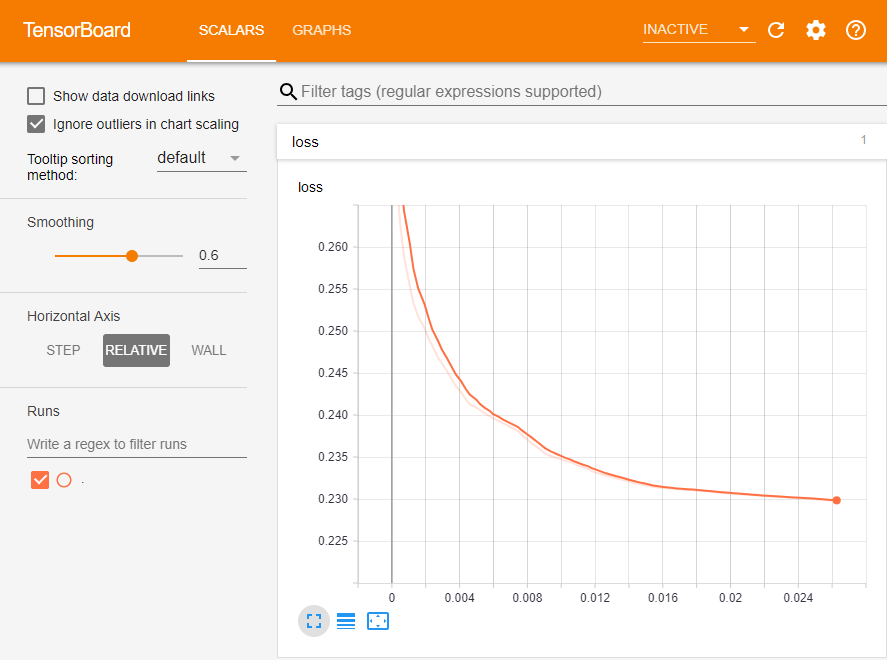 TensorBoard SCALARS GRAPHS INACTIVE
Show data download links
Ignore outliers in chart scaling
Tooltip sorting
method:
default
Smoothing
0.6
Horizontal Axis
STEP RELATIVE WALL
Runs
Write a regex to filter runs
.
Filter tags (regular expressions supported)
loss 1
loss
0.260
0.255
0.250
0.245
0.240
0.235
0.230
0.225
0 0.004 0.008 0.012 0.016 0.02 0.024